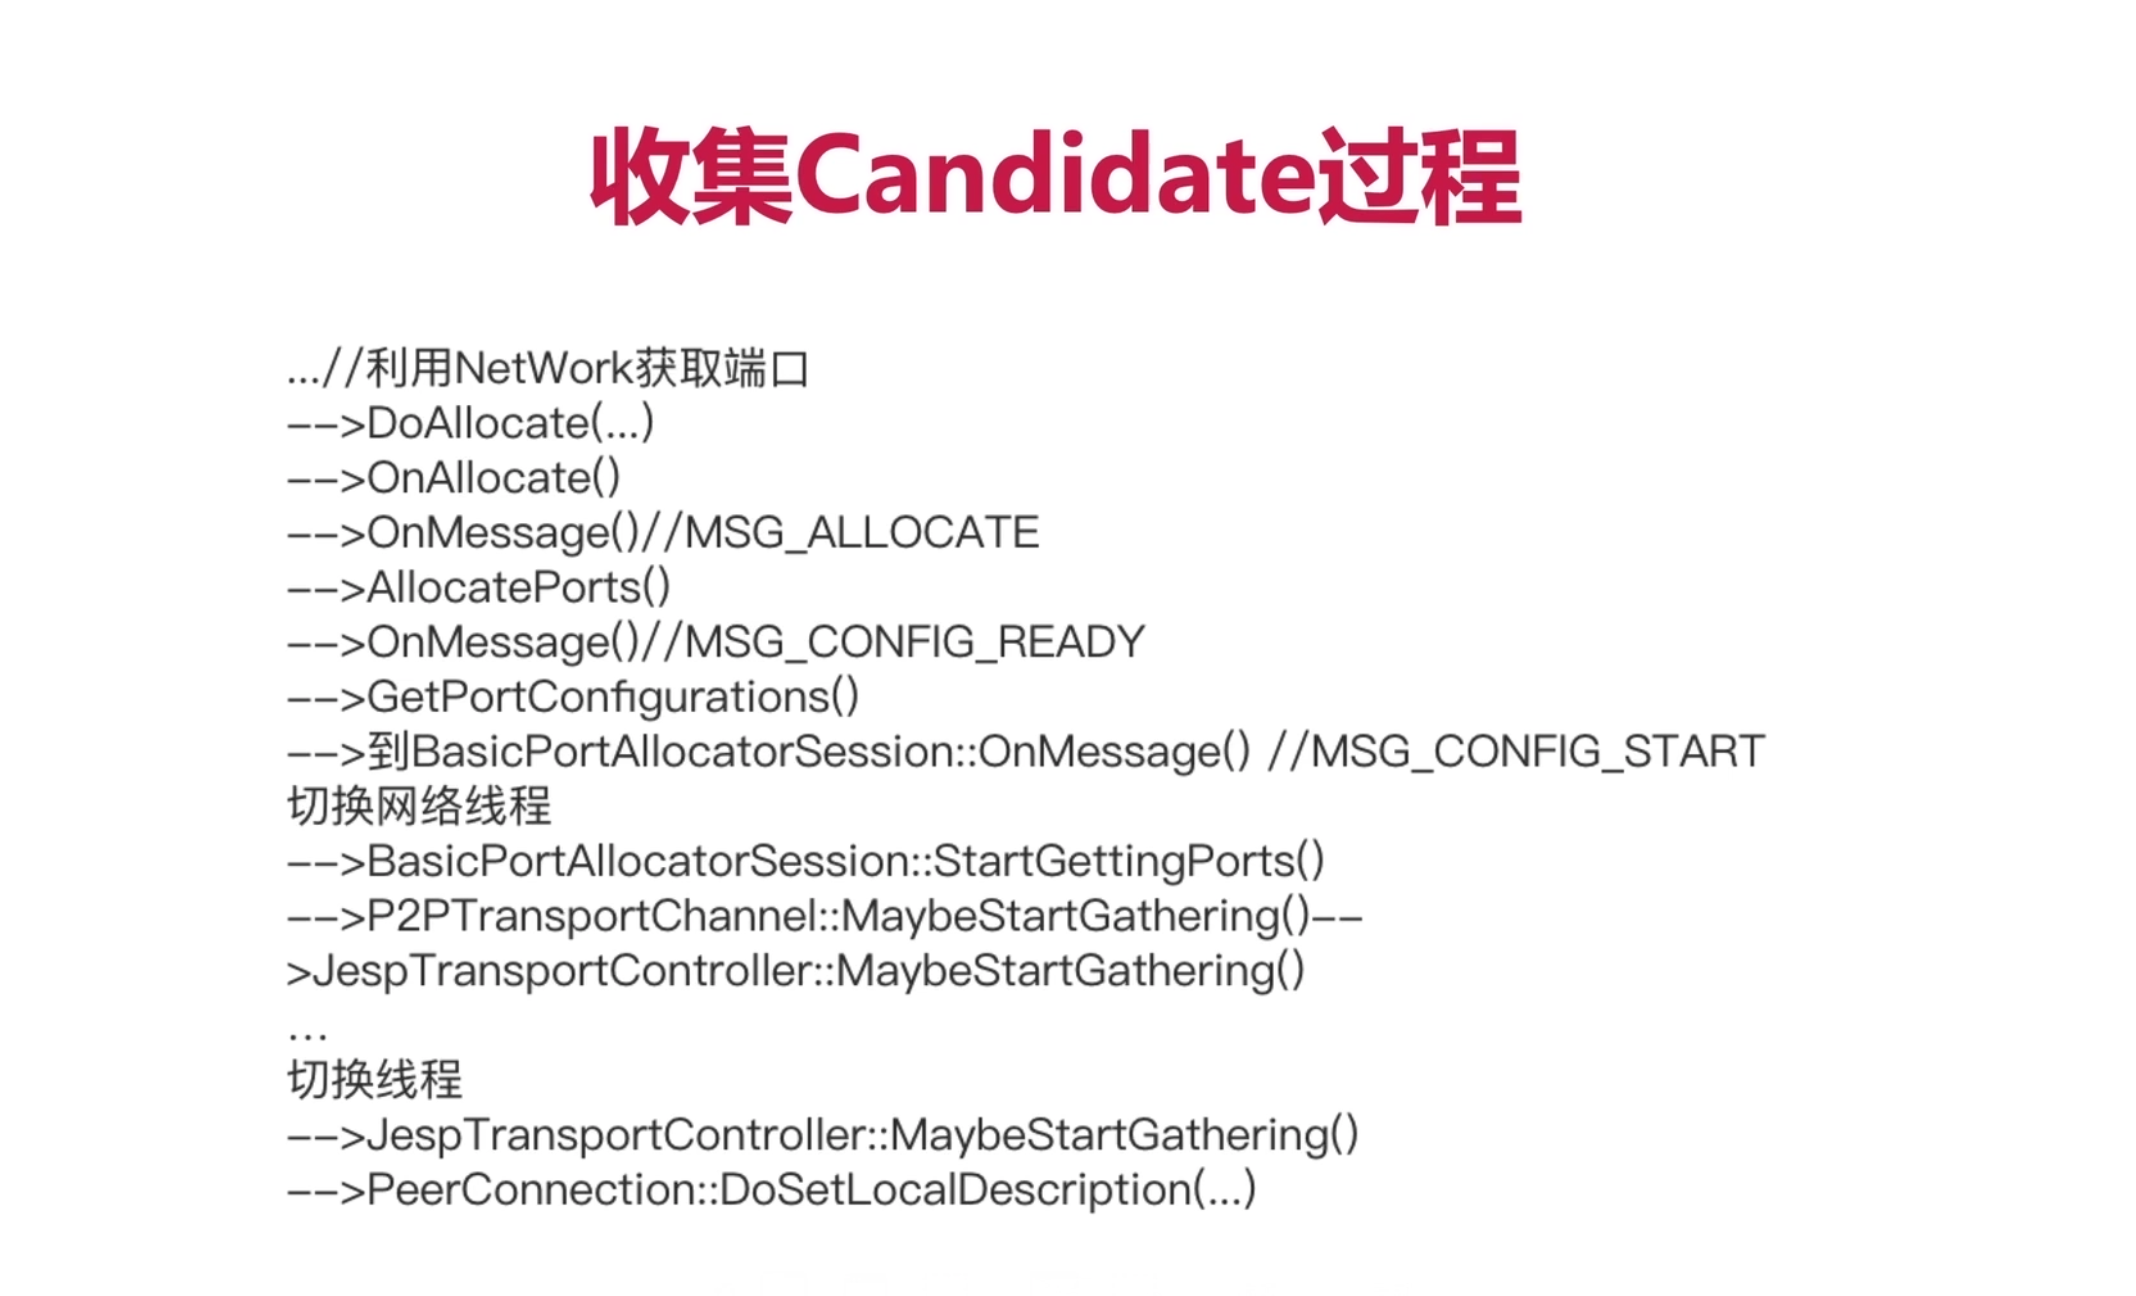 收集Candidate过程
...//利用NetWork获取端口
-->DoAllocate(...)
-->OnAllocate()
-->OnMessage()//MSG_ALLOCATE
-->AllocatePorts()
-->OnMessage()//MSG_CONFIG_READY
-->GetPortConfigurations()
-->到BasicPortAllocatorSession::OnMessage() //MSG_CONFIG_START
切换网络线程
-->BasicPortAllocatorSession::StartGettingPorts()
-->P2PTransportChannel::MaybeStartGathering()--
>JespTransportController::MaybeStartGathering()
...
切换线程
-->JespTransportController::MaybeStartGathering()
-->PeerConnection::DoSetLocalDescription(...)